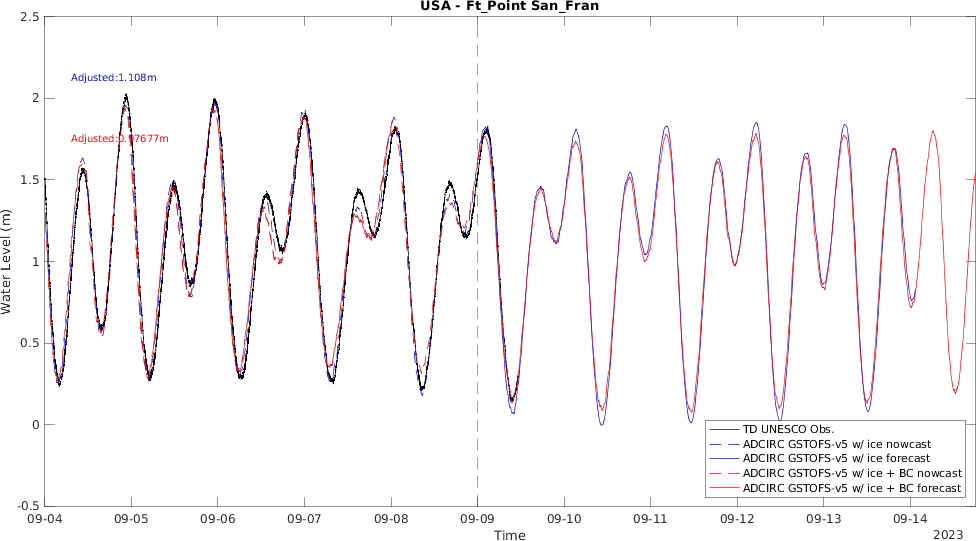 USA - Ft_Point San_Fran
2.5
2
1.5
1
0.5
0
-0.5
Water Level (m)
Adjusted:1.108m
Adjusted:0.97677m
TD UNESCO Obs.
ADCIRC GSTOFS-v5 w/ ice nowcast
ADCIRC GSTOFS-v5 w/ ice forecast
ADCIRC GSTOFS-v5 w/ ice + BC nowcast
ADCIRC GSTOFS-v5 w/ ice + BC forecast
09-04 09-05 09-06 09-07 09-08 09-09 09-10 09-11 09-12 09-13 09-14
Time
2023